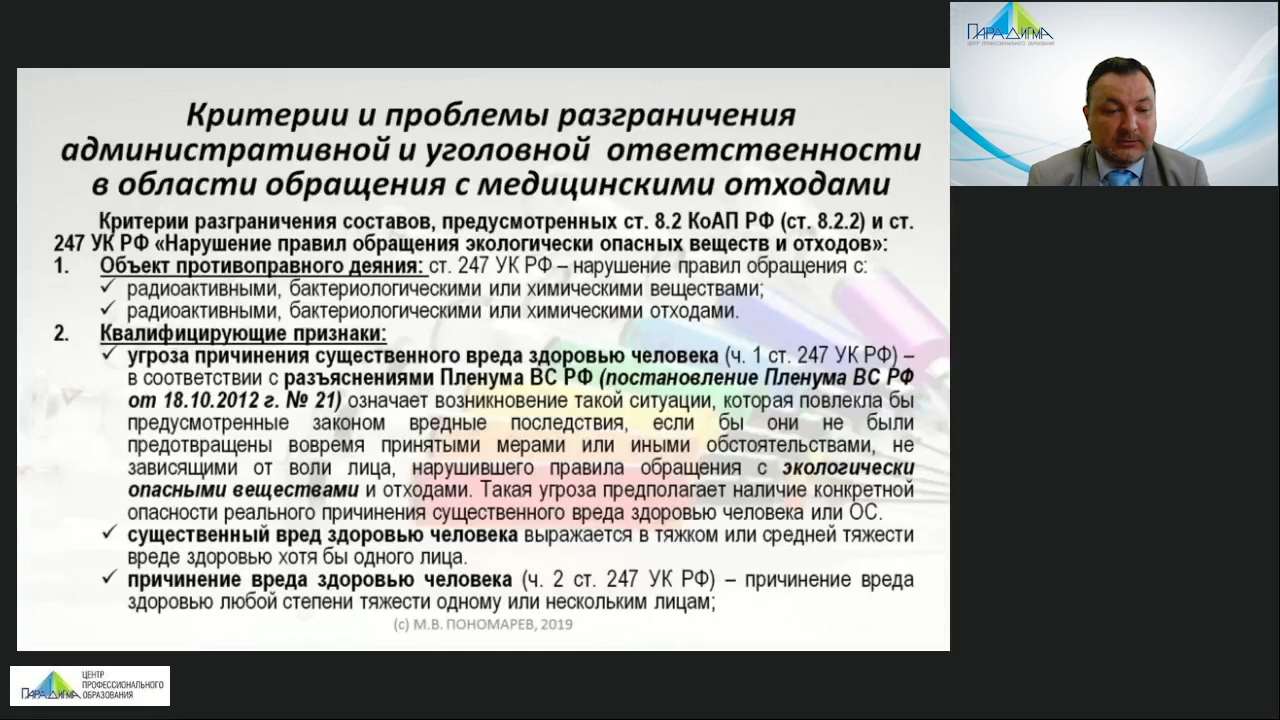 ПАРАДИГМА
ЦЕНТР ПРОФЕССИОНАЛЬНОГО ОБРАЗОВАНИЯ
Критерии и проблемы разграничения
административной и уголовной ответственности
в области обращения с медицинскими отходами
Критерии разграничения составов, предусмотренных ст. 8.2 КоАП РФ (ст. 8.2.2) и ст.
247 УК РФ «Нарушение правил обращения экологически опасных веществ и отходов»:
1. Объект противоправного деяния: ст. 247 УК РФ – нарушение правил обращения с:
✓ радиоактивными, бактериологическими или химическими веществами;
✓ радиоактивными, бактериологическими или химическими отходами.
2. Квалифицирующие признаки:
✓ угроза причинения существенного вреда здоровью человека (ч. 1 ст. 247 УК РФ) –
в соответствии с разъяснениями Пленума ВС РФ (постановление Пленума ВС РФ
от 18.10.2012 г. № 21) означает возникновение такой ситуации, которая повлекла бы
предусмотренные законом вредные последствия, если бы они не были
предотвращены вовремя принятыми мерами или иными обстоятельствами, не
зависящими от воли лица, нарушившего правила обращения с экологически
опасными веществами и отходами. Такая угроза предполагает наличие конкретной
опасности реального причинения существенного вреда здоровью человека или ОС.
✓ существенный вред здоровью человека выражается в тяжком или средней тяжести
вреде здоровью хотя бы одного лица.
✓ причинение вреда здоровью человека (ч. 2 ст. 247 УК РФ) – причинение вреда
здоровью любой степени тяжести одному или нескольким лицам;
(с) М.В. ПОНОМАРЕВ, 2019
ПАРАДИГМА
ЦЕНТР
ПРОФЕССИОНАЛЬНОГО
ОБРАЗОВАНИЯ